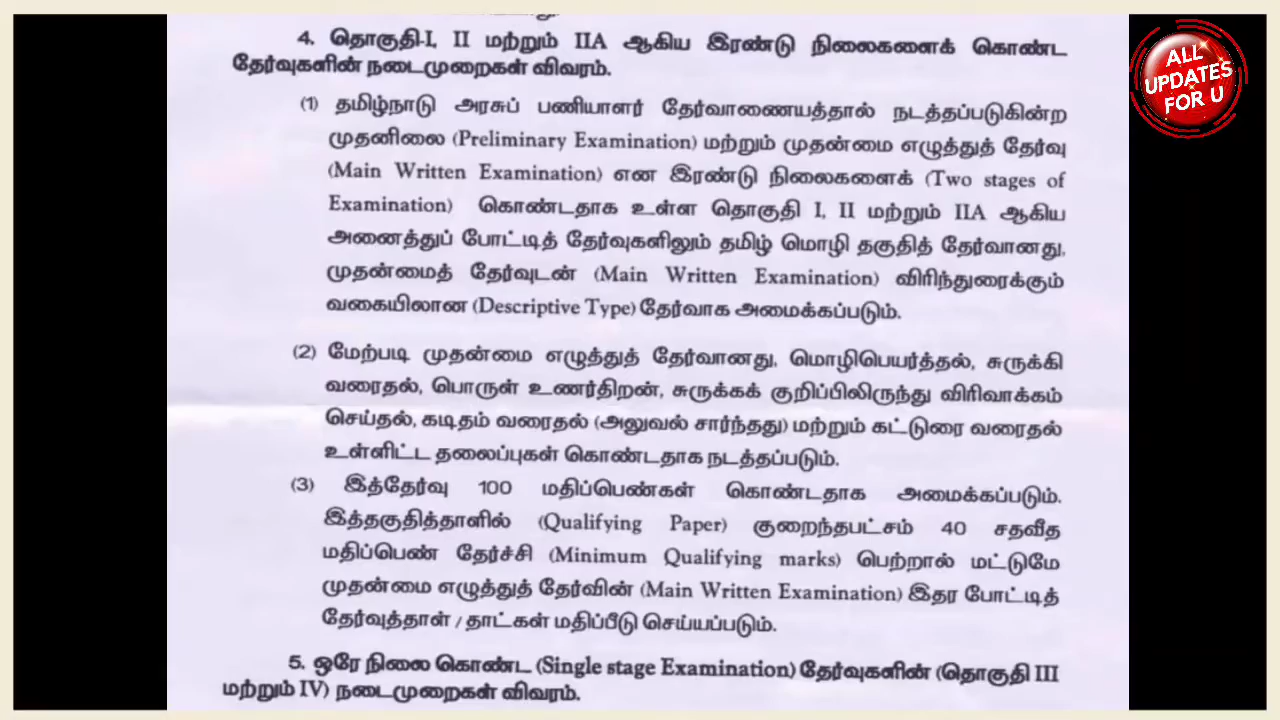 4. தொகுதி-I, II மற்றும் IIA ஆகிய இரண்டு நிலைகளைக் கொண்ட
தேர்வுகளின் நடைமுறைகள் விவரம்.
(1) தமிழ்நாடு அரசுப் பணியாளர் தேர்வாணையத்தால் நடத்தப்படுகின்ற
முதனிலை (Preliminary Examination) மற்றும் முதன்மை எழுத்துத் தேர்வு
(Main Written Examination) என இரண்டு நிலைகளைக் (Two stages of
Examination) கொண்டதாக உள்ள தொகுதி I, II மற்றும் IIA ஆகிய
அனைத்துப் போட்டித் தேர்வுகளிலும் தமிழ் மொழி தகுதித் தேர்வானது,
முதன்மைத் தேர்வுடன் (Main Written Examination) விரிந்துரைக்கும்
வகையிலான (Descriptive Type) தேர்வாக அமைக்கப்படும்.
(2) மேற்படி முதன்மை எழுத்துத் தேர்வானது, மொழிபெயர்த்தல், சுருக்கி
வரைதல், பொருள் உணர்திறன், சுருக்கக் குறிப்பிலிருந்து விரிவாக்கம்
செய்தல், கடிதம் வரைதல் (அலுவல் சார்ந்தது) மற்றும் கட்டுரை வரைதல்
உள்ளிட்ட தலைப்புகள் கொண்டதாக நடத்தப்படும்.
(3) இத்தேர்வு 100 மதிப்பெண்கள் கொண்டதாக அமைக்கப்படும்.
இத்தகுதித்தாளில் (Qualifying Paper) குறைந்தபட்சம் 40 சதவீத
மதிப்பெண் தேர்ச்சி (Minimum Qualifying marks) பெற்றால் மட்டுமே
முதன்மை எழுத்துத் தேர்வின் (Main Written Examination) இதர போட்டித்
தேர்வுத்தாள் / தாட்கள் மதிப்பீடு செய்யப்படும்.
5. ஒரே நிலை கொண்ட (Single stage Examination) தேர்வுகளின் (தொகுதி III
மற்றும் IV) நடைமுறைகள் விவரம்.
ALL
UPDATES
FOR U